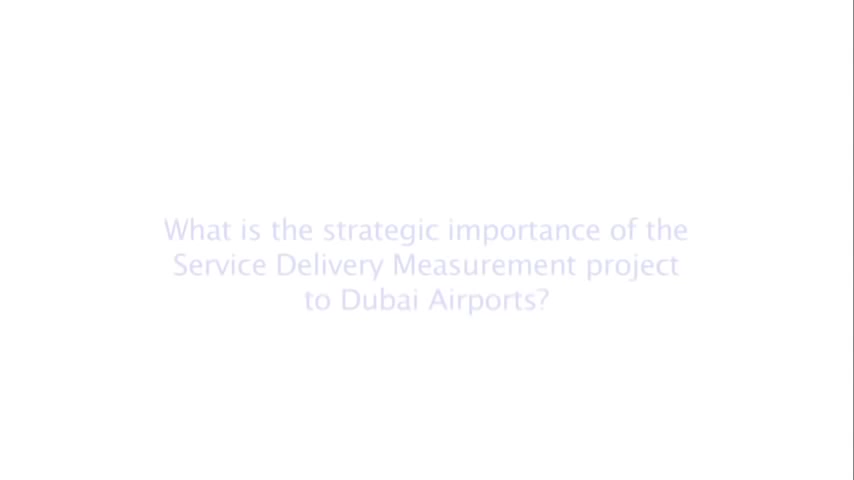 What is the strategic importance of the
Service Delivery Measurement project
to Dubai Airports?